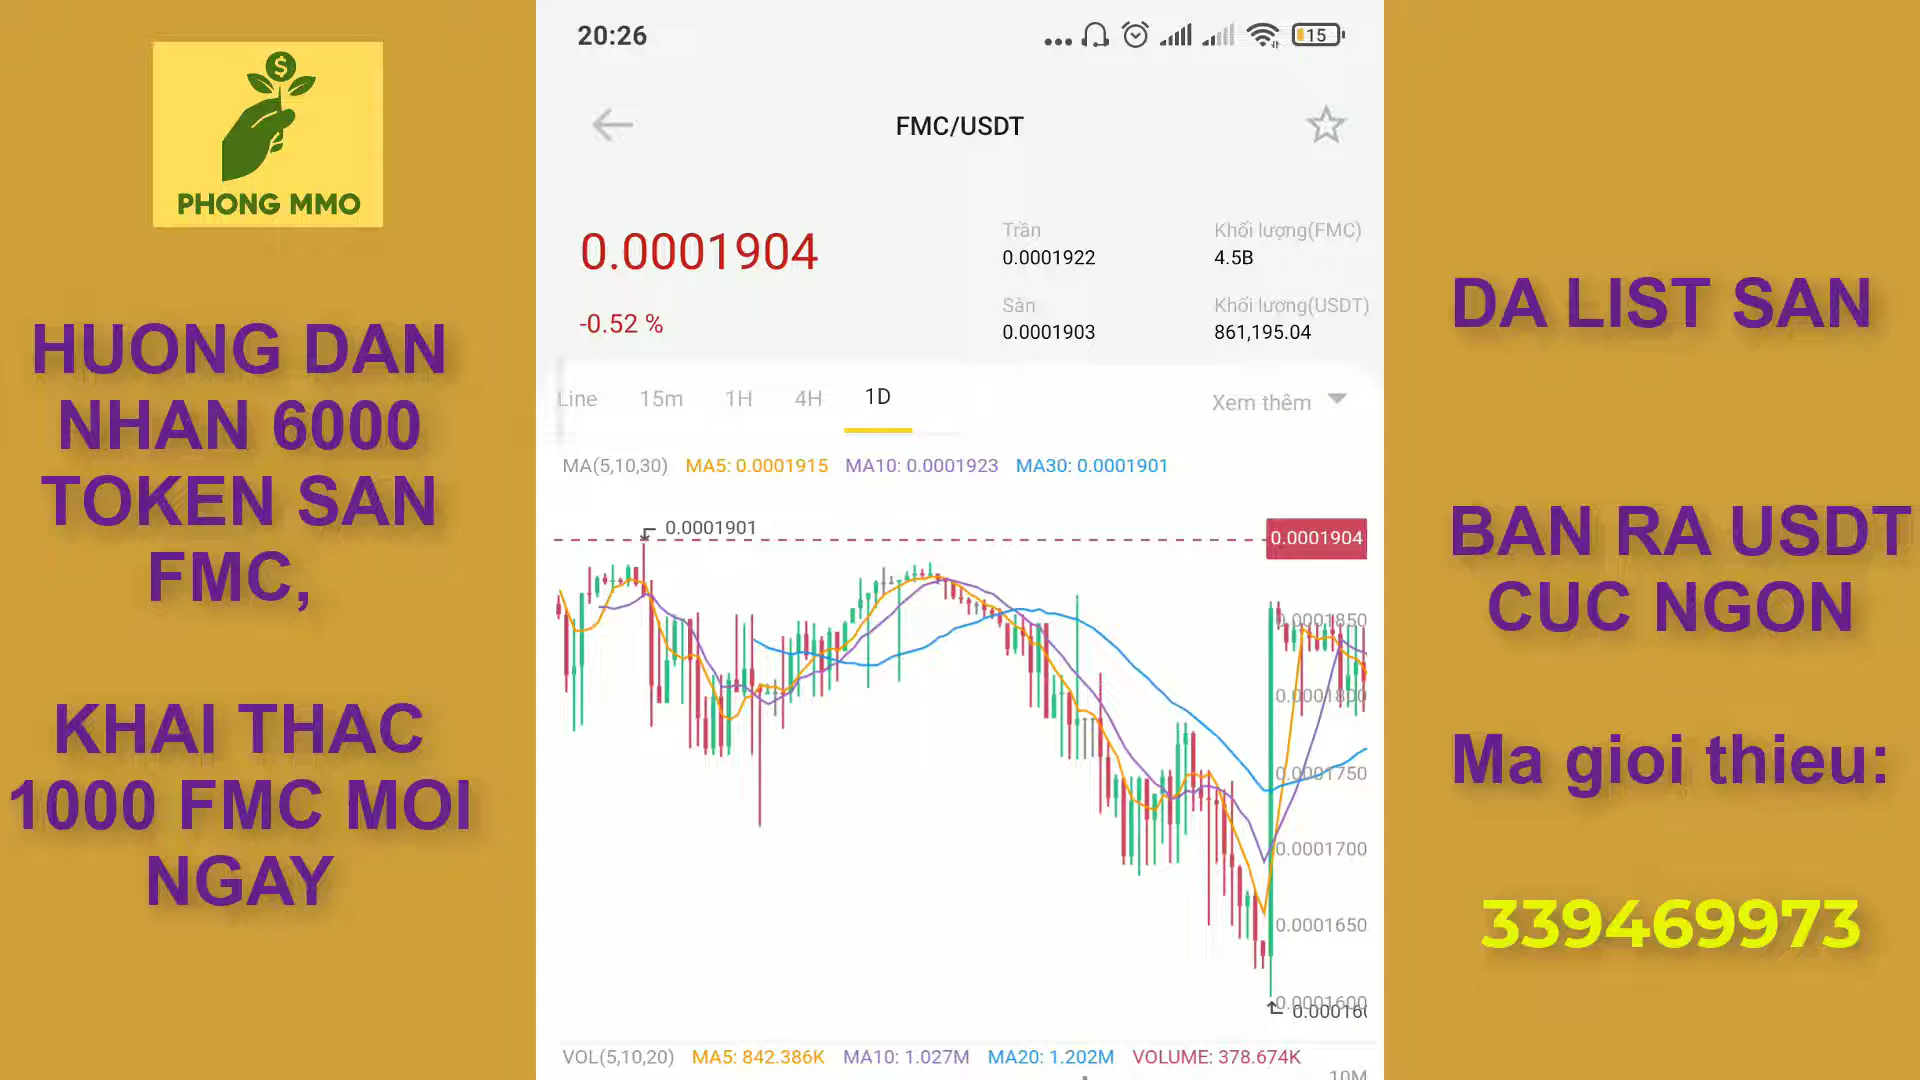 PHONG MMO
HUONG DAN
NHAN 6000
TOKEN SAN
FMC,
KHAI THAC
1000 FMC MOI
NGAY
20:26
15
FMC/USDT
0.0001904
-0.52 %
Trần
0.0001922
Khối lượng(FMC)
4.5B
Sàn
0.0001903
Khối lượng(USDT)
861,195.04
Line 15m 1H 4H 1D Xem thêm
MA(5,10,30) MA5: 0.0001915 MA10: 0.0001923 MA30: 0.0001901
0.0001901
0.0001904
0.0001850
0.0001800
0.0001750
0.0001700
0.0001650
0.0001600
VOL(5,10,20) MA5: 842.386K MA10: 1.027M MA20: 1.202M VOLUME: 378.674K
10M
DA LIST SAN
BAN RA USDT
CUC NGON
Ma gioi thieu:
339469973